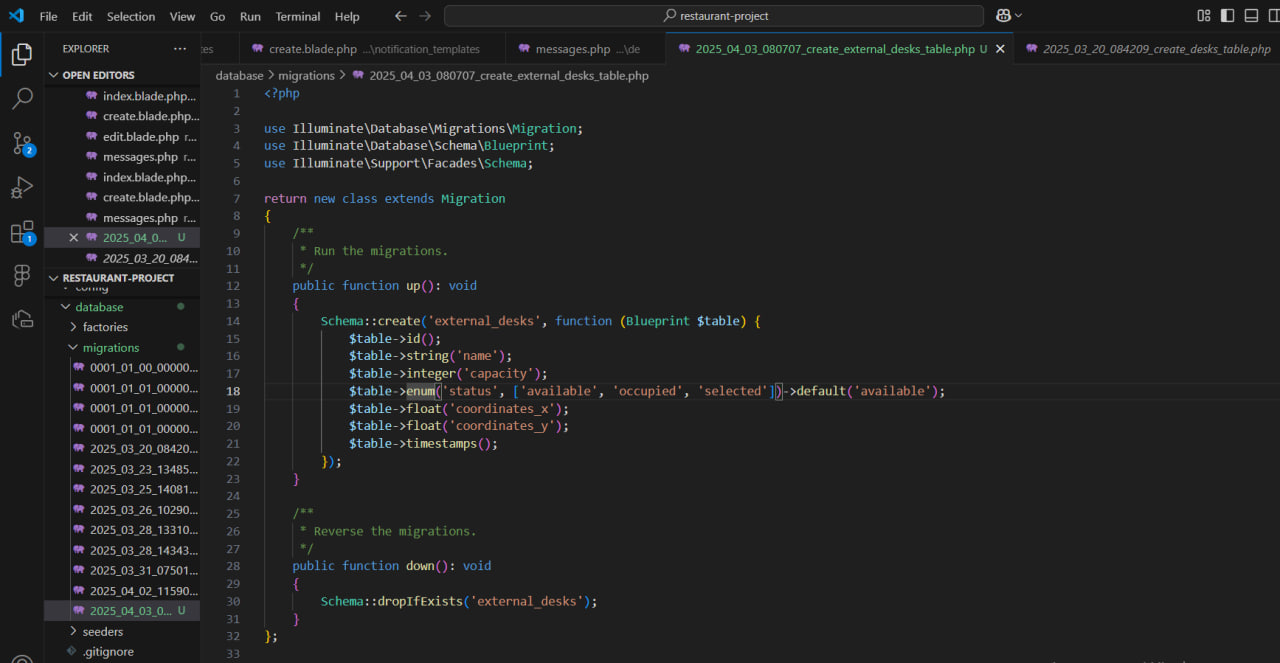 File Edit Selection View Go Run Terminal Help
restaurant-project
EXPLORER
OPEN EDITORS
index.blade.php...
create.blade.php...
edit.blade.php r...
messages.php r...
index.blade.php...
create.blade.php...
messages.php r...
2025_04_0... U
2025_03_20_084...
RESTAURANT-PROJECT
config
database
factories
migrations
0001_01_00_00000...
0001_01_01_00000...
0001_01_01_00000...
0001_01_01_00000...
2025_03_20_08420...
2025_03_23_13485...
2025_03_25_14081...
2025_03_26_10290...
2025_03_28_13310...
2025_03_28_14343...
2025_03_31_07501...
2025_04_02_11590...
2025_04_03_0... U
seeders
.gitignore
2
1
tes
create.blade.php ...\notification_templates
messages.php ...\de
2025_04_03_080707_create_external_desks_table.php U
2025_03_20_084209_create_desks_table.php
database > migrations > 2025_04_03_080707_create_external_desks_table.php
1 <?php
2
3 use Illuminate\Database\Migrations\Migration;
4 use Illuminate\Database\Schema\Blueprint;
5 use Illuminate\Support\Facades\Schema;
6
7 return new class extends Migration
8 {
9 /**
10 * Run the migrations.
11 */
12 public function up(): void
13 {
14 Schema::create('external_desks', function (Blueprint $table) {
15 $table->id();
16 $table->string('name');
17 $table->integer('capacity');
18 $table->enum('status', ['available', 'occupied', 'selected'])->default('available');
19 $table->float('coordinates_x');
20 $table->float('coordinates_y');
21 $table->timestamps();
22 });
23 }
24
25 /**
26 * Reverse the migrations.
27 */
28 public function down(): void
29 {
30 Schema::dropIfExists('external_desks');
31 }
32 };
33